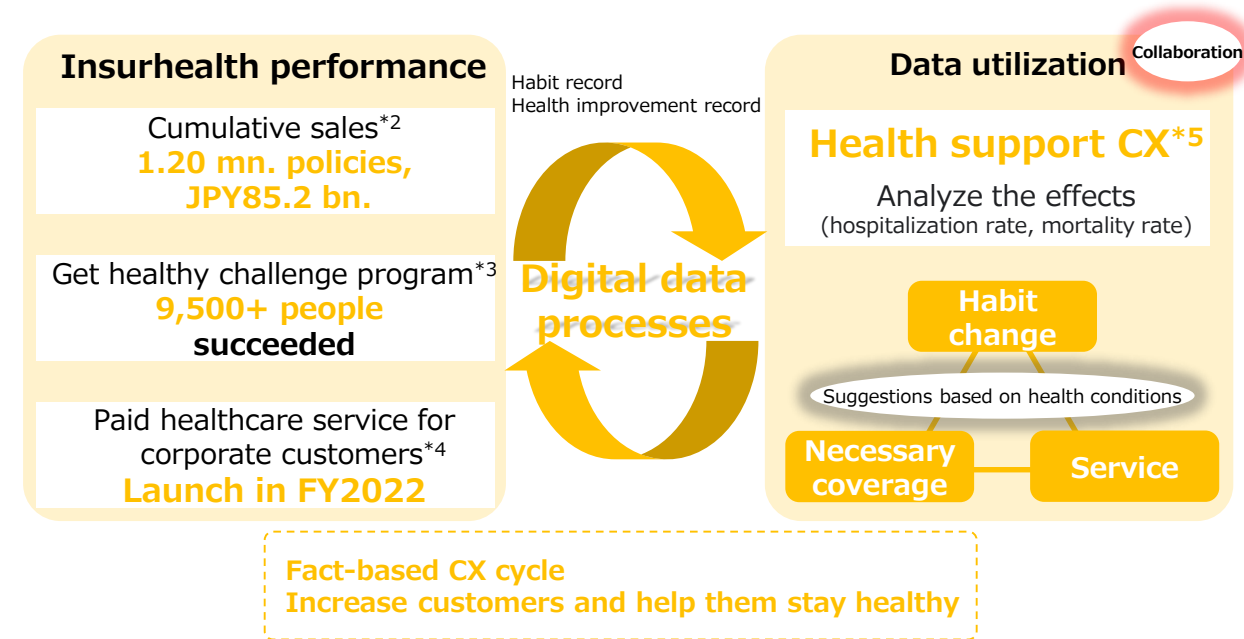 Insurhealth performance
Cumulative sales*2
1.20 mn. policies,
JPY85.2 bn.
Get healthy challenge program*3
9,500+ people
succeeded
Paid healthcare service for
corporate customers*4
Launch in FY2022
Habit record
Health improvement record
Digital data
processes
Data utilization
Collaboration
Health support CX*5
Analyze the effects
(hospitalization rate, mortality rate)
Habit
change
Suggestions based on health conditions
Necessary
coverage
Service
Fact-based CX cycle
Increase customers and help them stay healthy